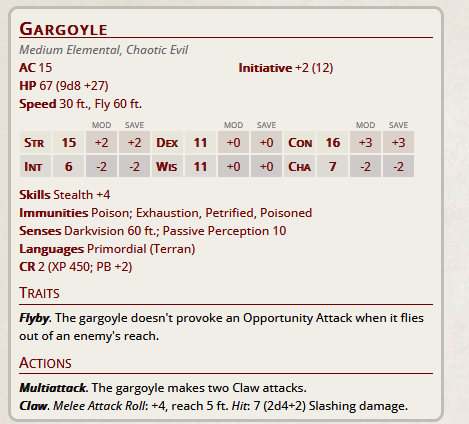 Gargoyle
Medium Elemental, Chaotic Evil
AC 15 Initiative +2 (12)
HP 67 (9d8 +27)
Speed 30 ft., Fly 60 ft.
MOD SAVE MOD SAVE MOD SAVE
Str 15 +2 +2 Dex 11 +0 +0 Con 16 +3 +3
Int 6 -2 -2 Wis 11 +0 +0 Cha 7 -2 -2
Skills Stealth +4
Immunities Poison; Exhaustion, Petrified, Poisoned
Senses Darkvision 60 ft.; Passive Perception 10
Languages Primordial (Terran)
CR 2 (XP 450; PB +2)
Traits
Flyby. The gargoyle doesn't provoke an Opportunity Attack when it flies
out of an enemy's reach.
Actions
Multiattack. The gargoyle makes two Claw attacks.
Claw. Melee Attack Roll: +4, reach 5 ft. Hit: 7 (2d4+2) Slashing damage.